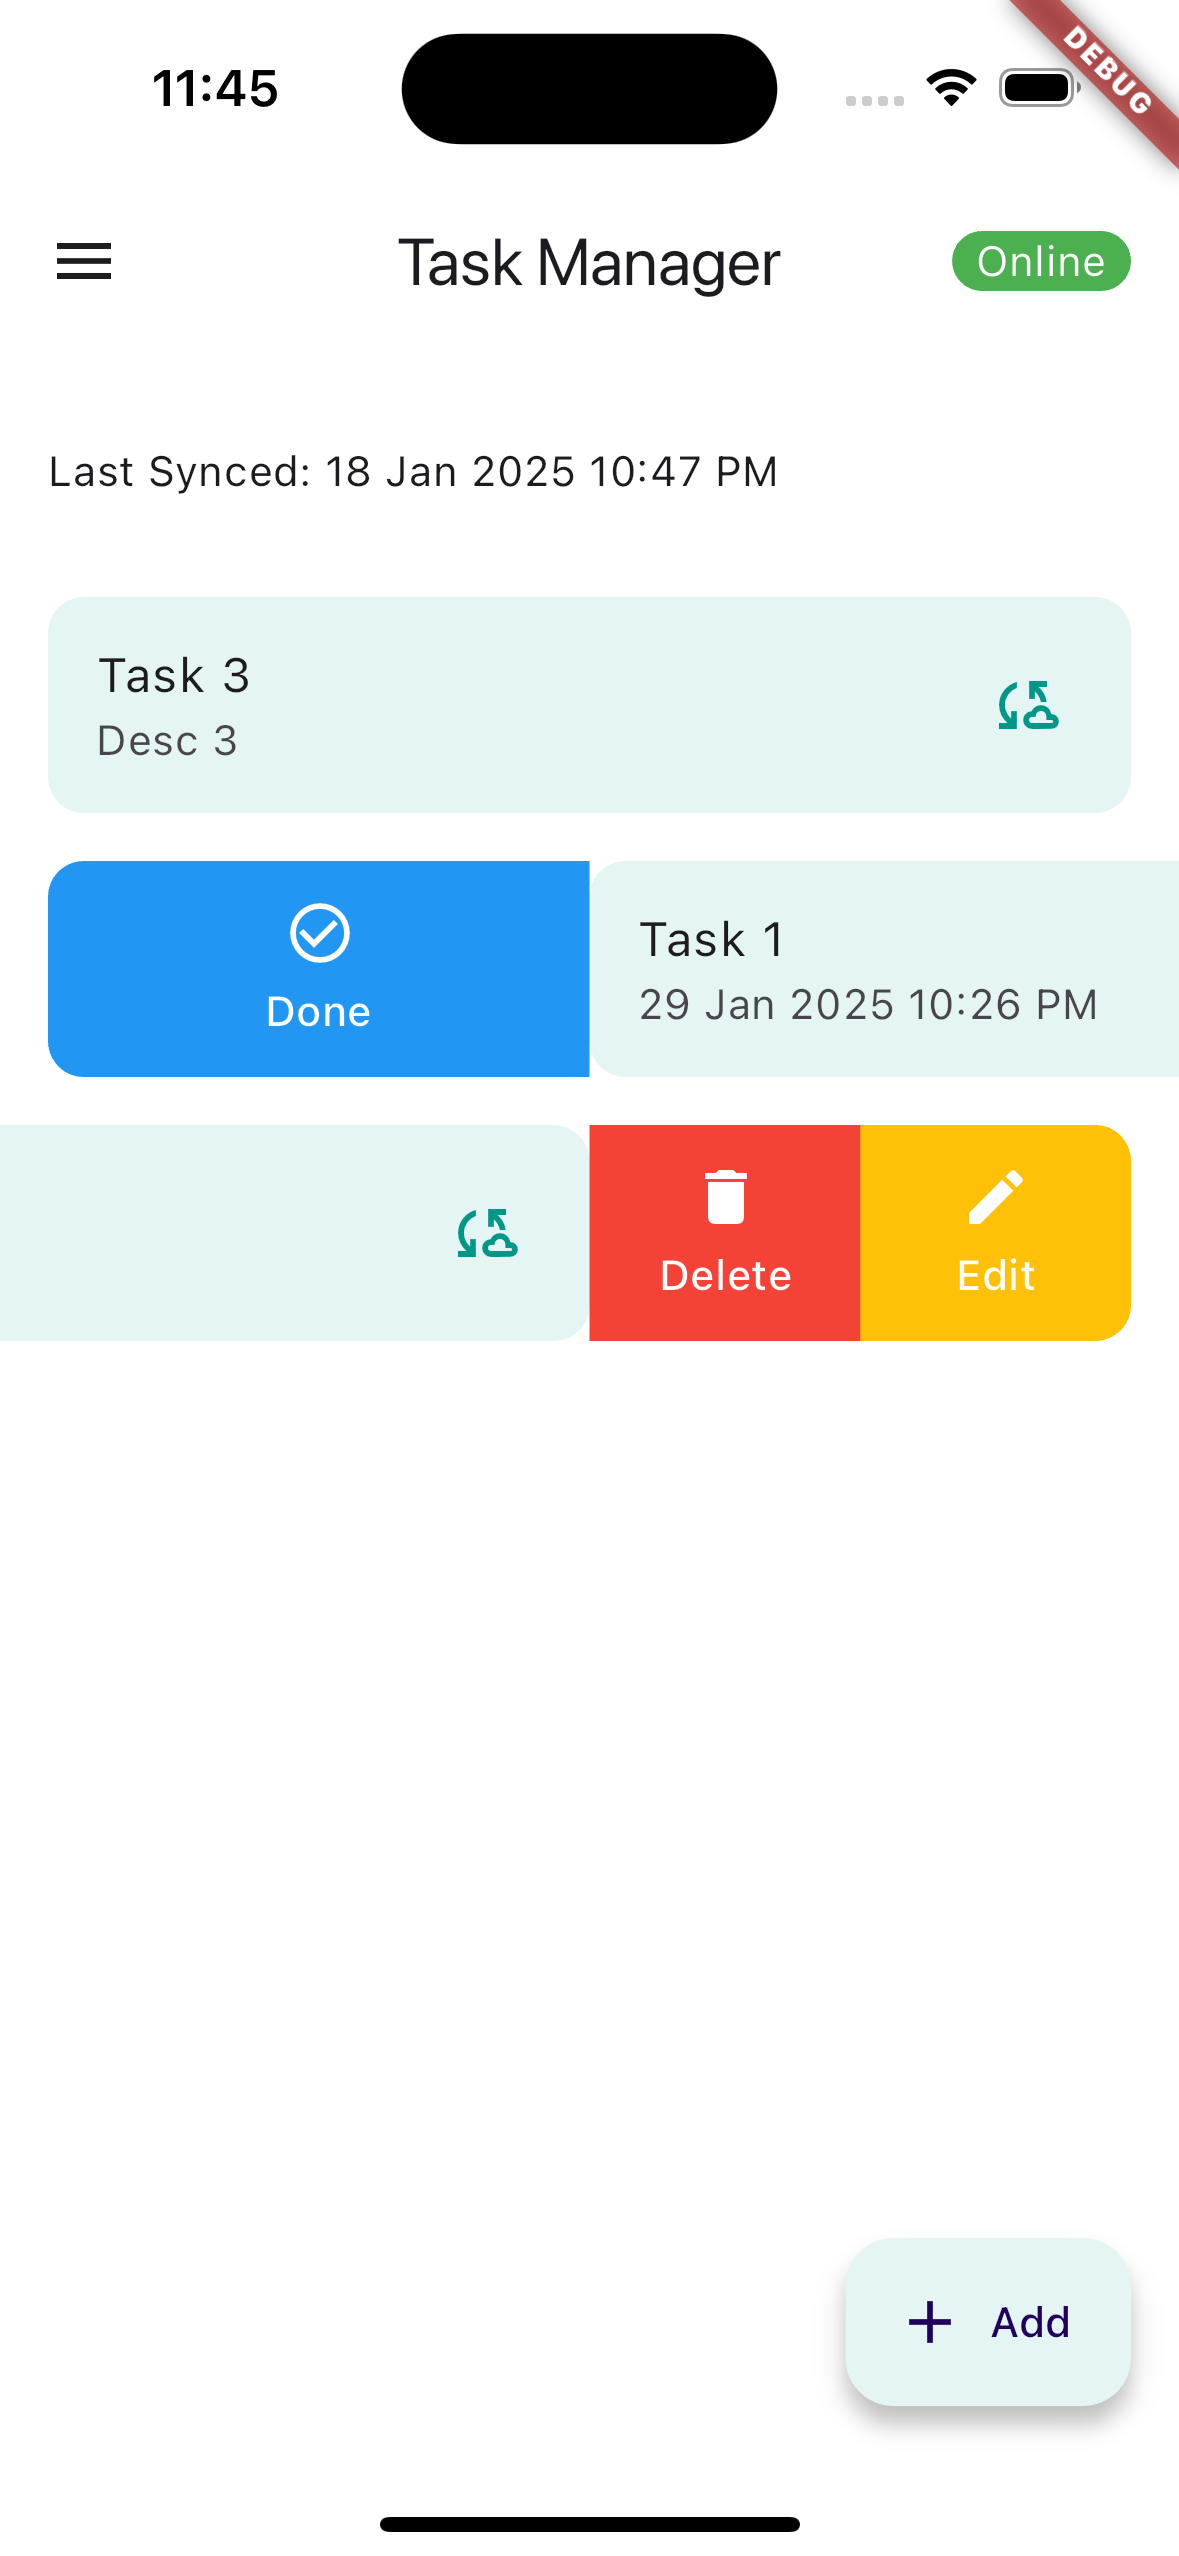 11:45
DEBUG
Task Manager
Online
Last Synced: 18 Jan 2025 10:47 PM
Task 3
Desc 3
Done
Task 1
29 Jan 2025 10:26 PM
Delete
Edit
Add